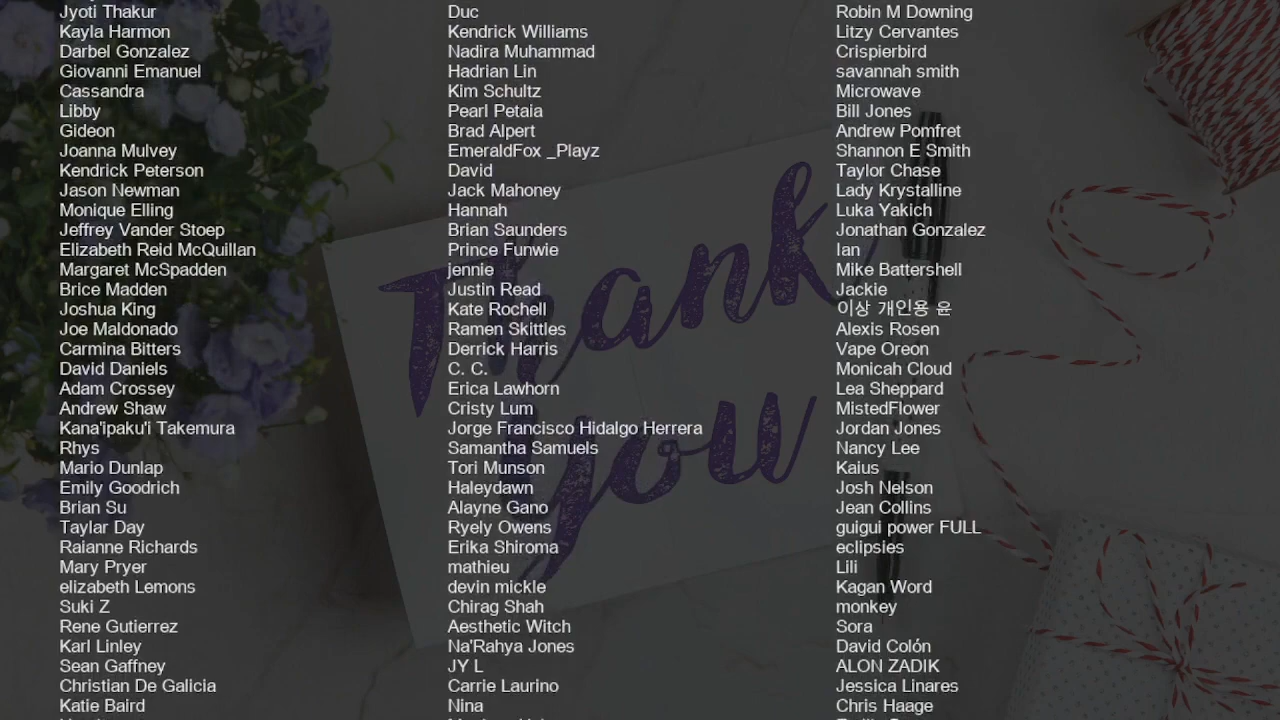 Jyoti Thakur
Kayla Harmon
Darbel Gonzalez
Giovanni Emanuel
Cassandra
Libby
Gideon
Joanna Mulvey
Kendrick Peterson
Jason Newman
Monique Elling
Jeffrey Vander Stoep
Elizabeth Reid McQuillan
Margaret McSpadden
Brice Madden
Joshua King
Joe Maldonado
Carmina Bitters
David Daniels
Adam Crossey
Andrew Shaw
Kana'ipaku'i Takemura
Rhys
Mario Dunlap
Emily Goodrich
Brian Su
Taylar Day
Raianne Richards
Mary Pryer
elizabeth Lemons
Suki Z
Rene Gutierrez
Karl Linley
Sean Gaffney
Christian De Galicia
Katie Baird
Duc
Kendrick Williams
Nadira Muhammad
Hadrian Lin
Kim Schultz
Pearl Petaia
Brad Alpert
EmeraldFox _Playz
David
Jack Mahoney
Hannah
Brian Saunders
Prince Funwie
jennie
Justin Read
Kate Rochell
Ramen Skittles
Derrick Harris
C. C.
Erica Lawhorn
Cristy Lum
Jorge Francisco Hidalgo Herrera
Samantha Samuels
Tori Munson
Haleydawn
Alayne Gano
Ryely Owens
Erika Shiroma
mathieu
devin mickle
Chirag Shah
Aesthetic Witch
Na'Rahya Jones
JY L
Carrie Laurino
Nina
Robin M Downing
Litzy Cervantes
Crispierbird
savannah smith
Microwave
Bill Jones
Andrew Pomfret
Shannon E Smith
Taylor Chase
Lady Krystalline
Luka Yakich
Jonathan Gonzalez
Ian
Mike Battershell
Jackie
이상 개인용 윤
Alexis Rosen
Vape Oreon
Monicah Cloud
Lea Sheppard
MistedFlower
Jordan Jones
Nancy Lee
Kaius
Josh Nelson
Jean Collins
guigui power FULL
eclipsies
Lili
Kagan Word
monkey
Sora
David Colón
ALON ZADIK
Jessica Linares
Chris Haage
Thank
you